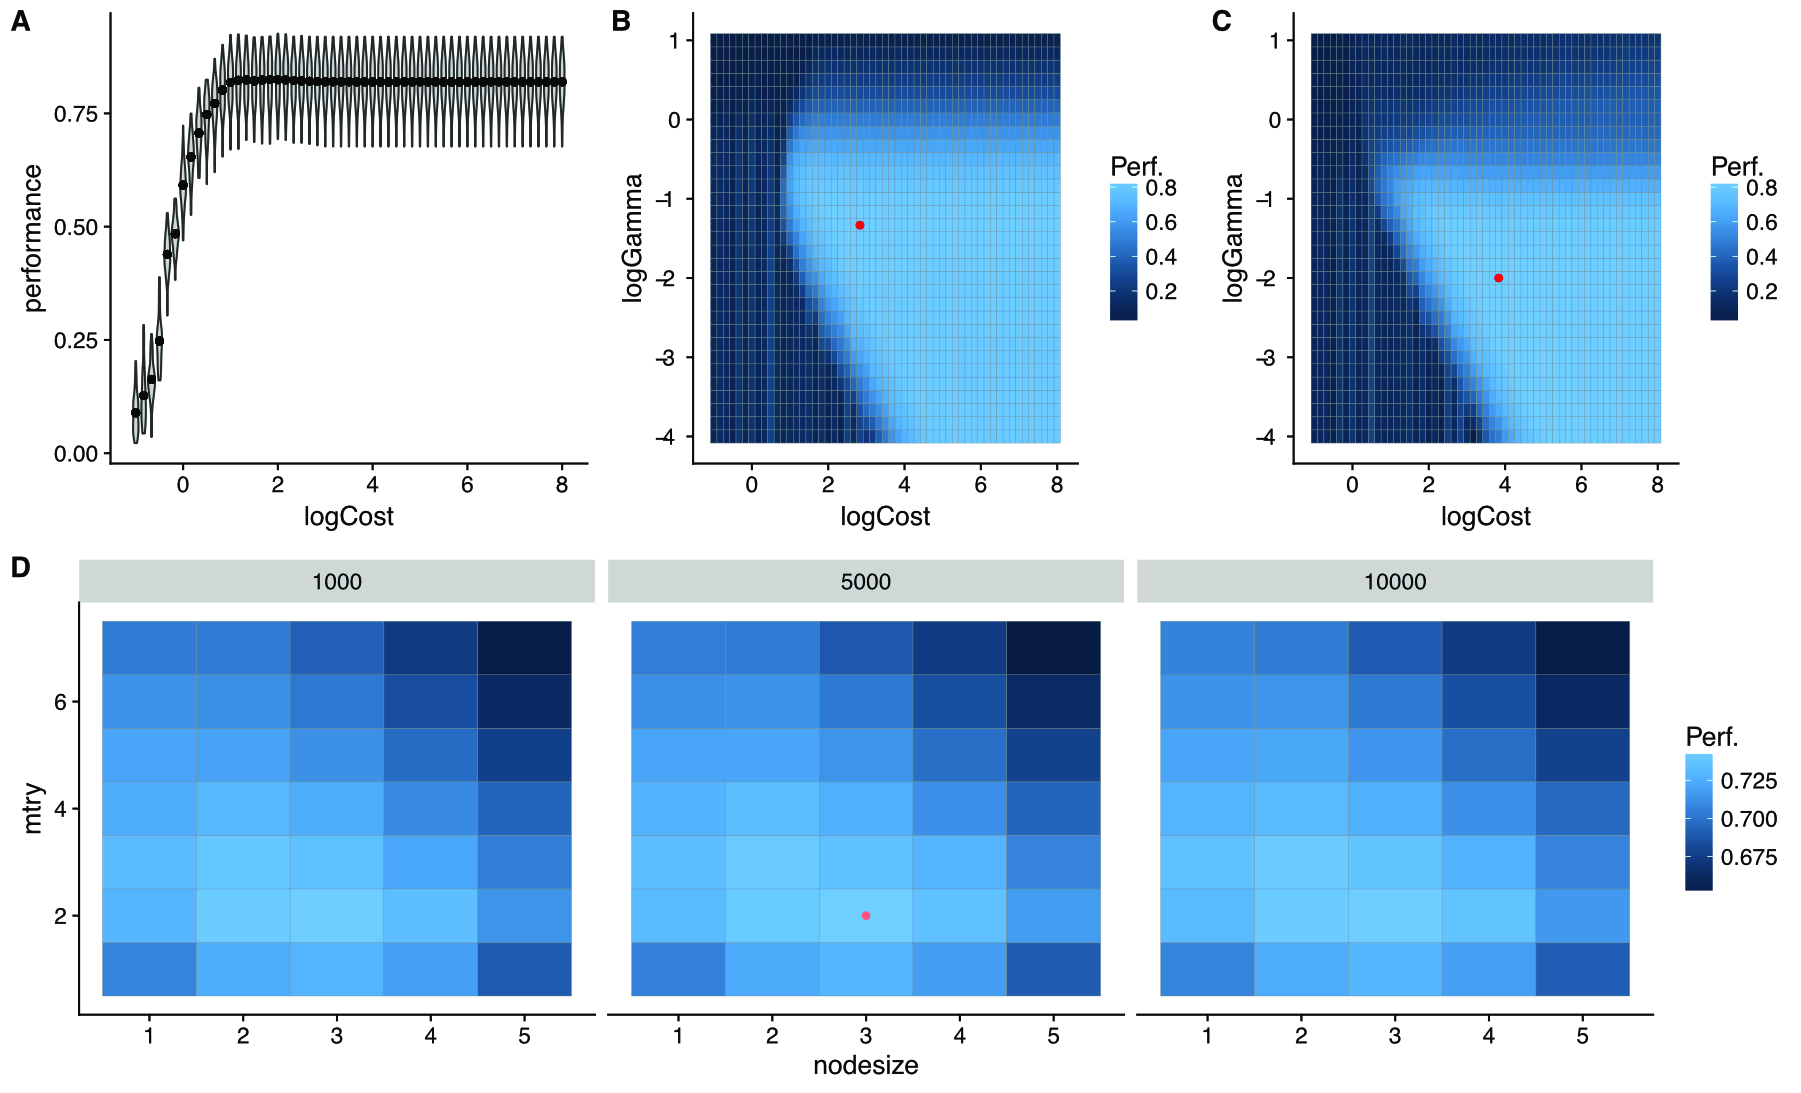 A
performance
0.75
0.50
0.25
0.00
0 2 4 6 8
logCost
B
logGamma
1
0
−1
−2
−3
−4
0 2 4 6 8
logCost
Perf.
0.8
0.6
0.4
0.2
C
logGamma
1
0
−1
−2
−3
−4
0 2 4 6 8
logCost
Perf.
0.8
0.6
0.4
0.2
D
1000 5000 10000
mtry
6
4
2
1 2 3 4 5 1 2 3 4 5 1 2 3 4 5
nodesize
Perf.
0.725
0.700
0.675